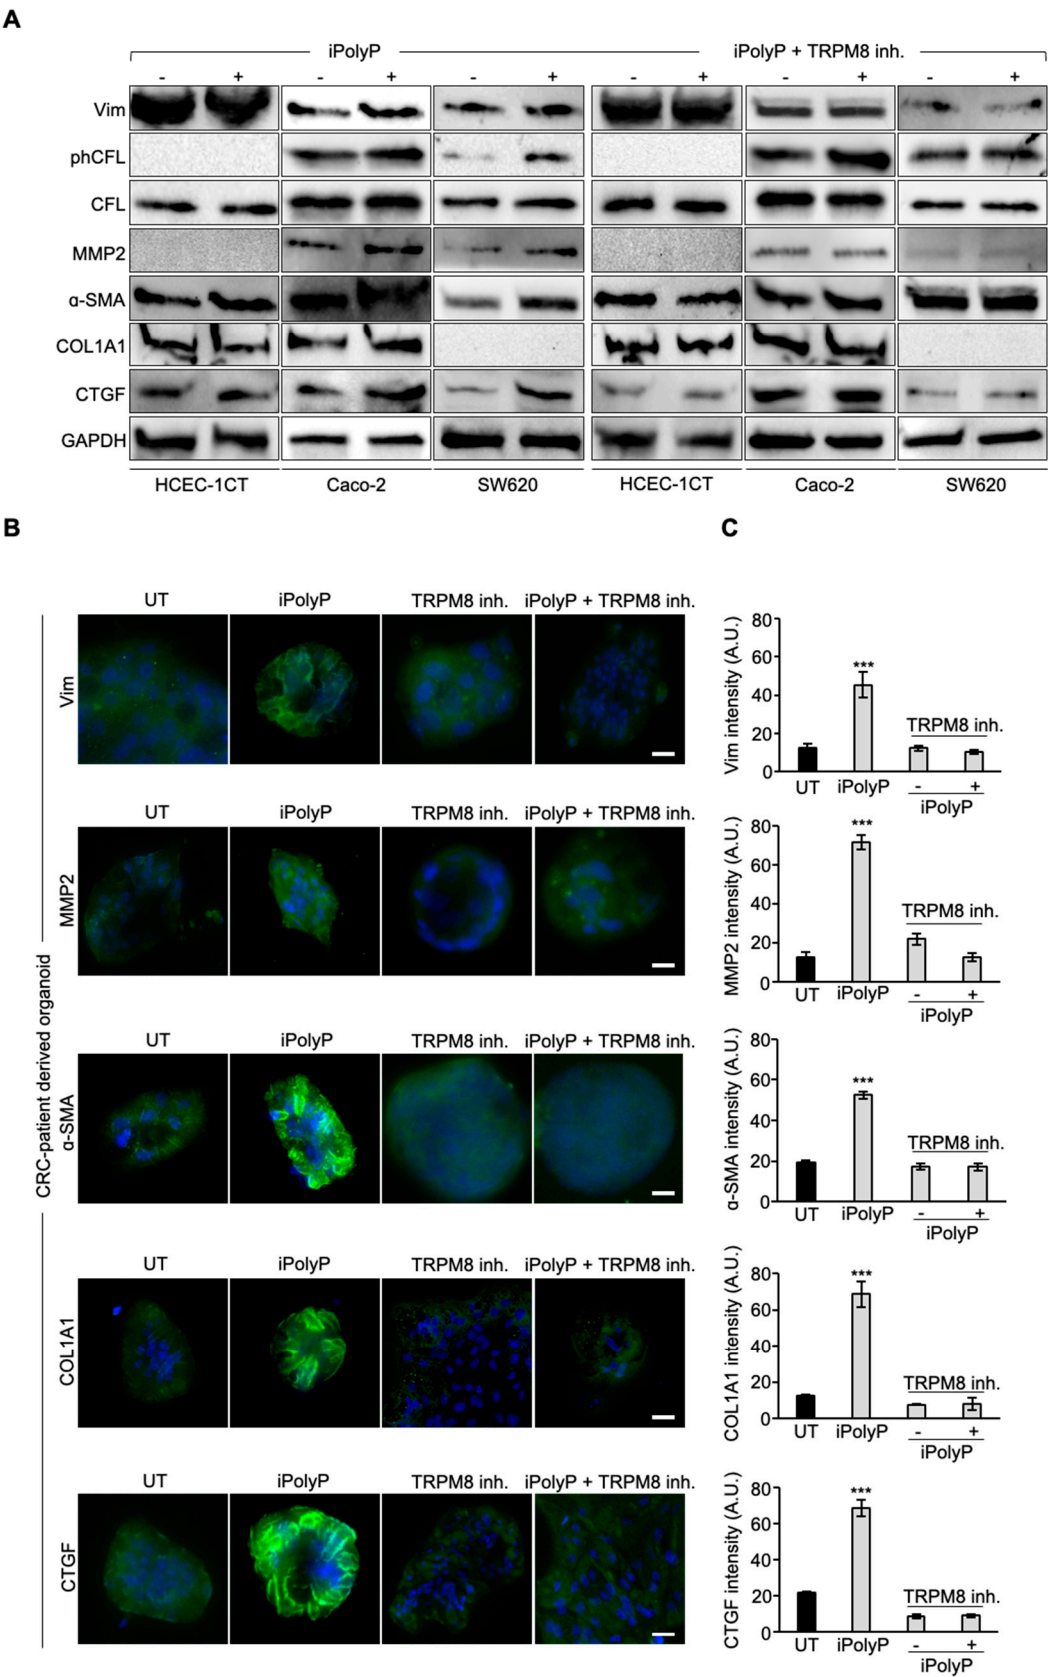 A
iPolyP iPolyP + TRPM8 inh.
- + - + - + - + - + - +
Vim
phCFL
CFL
MMP2
α-SMA
COL1A1
CTGF
GAPDH
HCEC-1CT Caco-2 SW620 HCEC-1CT Caco-2 SW620
B
C
CRC-patient derived organoid
UT iPolyP TRPM8 inh. iPolyP + TRPM8 inh.
Vim
UT iPolyP TRPM8 inh. iPolyP + TRPM8 inh.
MMP2
UT iPolyP TRPM8 inh. iPolyP + TRPM8 inh.
α-SMA
UT iPolyP TRPM8 inh. iPolyP + TRPM8 inh.
COL1A1
UT iPolyP TRPM8 inh. iPolyP + TRPM8 inh.
CTGF
Vim intensity (A.U.)
80
60
40
20
0
***
TRPM8 inh.
UT iPolyP - +
iPolyP
MMP2 intensity (A.U.)
80
60
40
20
0
***
TRPM8 inh.
UT iPolyP - +
iPolyP
α-SMA intensity (A.U.)
80
60
40
20
0
***
TRPM8 inh.
UT iPolyP - +
iPolyP
COL1A1 intensity (A.U.)
80
60
40
20
0
***
TRPM8 inh.
UT iPolyP - +
iPolyP
CTGF intensity (A.U.)
80
60
40
20
0
***
TRPM8 inh.
UT iPolyP - +
iPolyP